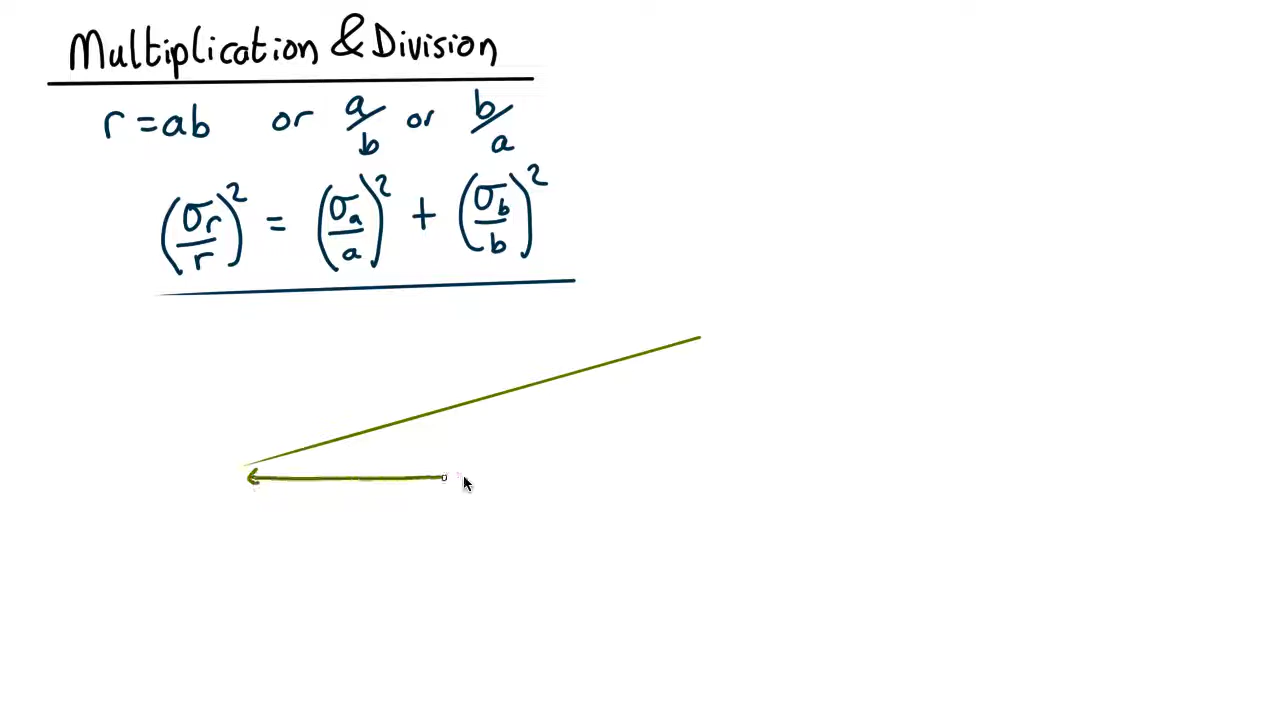 Multiplication & Division
r = ab or a/b or b/a
(σr/r)² = (σa/a)² + (σb/b)²